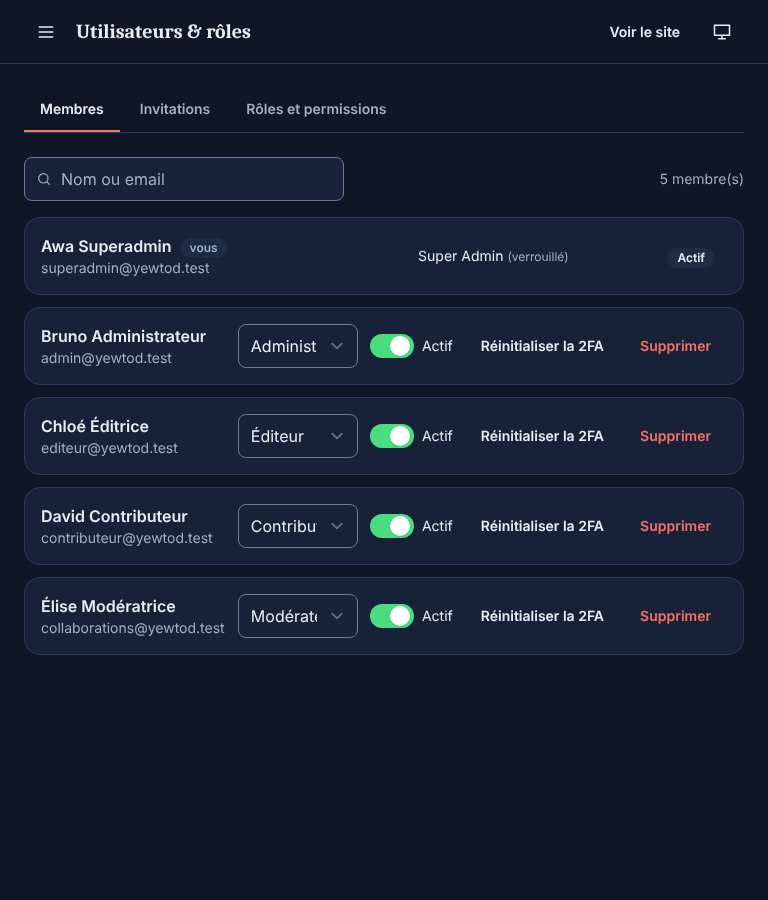 Utilisateurs & rôles
Voir le site
Membres
Invitations
Rôles et permissions
Nom ou email
5 membre(s)
Awa Superadmin vous
superadmin@yewtod.test
Super Admin (verrouillé)
Actif
Bruno Administrateur
admin@yewtod.test
Administ
Actif
Réinitialiser la 2FA
Supprimer
Chloé Éditrice
editeur@yewtod.test
Éditeur
Actif
Réinitialiser la 2FA
Supprimer
David Contributeur
contributeur@yewtod.test
Contribu
Actif
Réinitialiser la 2FA
Supprimer
Élise Modératrice
collaborations@yewtod.test
Modérate
Actif
Réinitialiser la 2FA
Supprimer